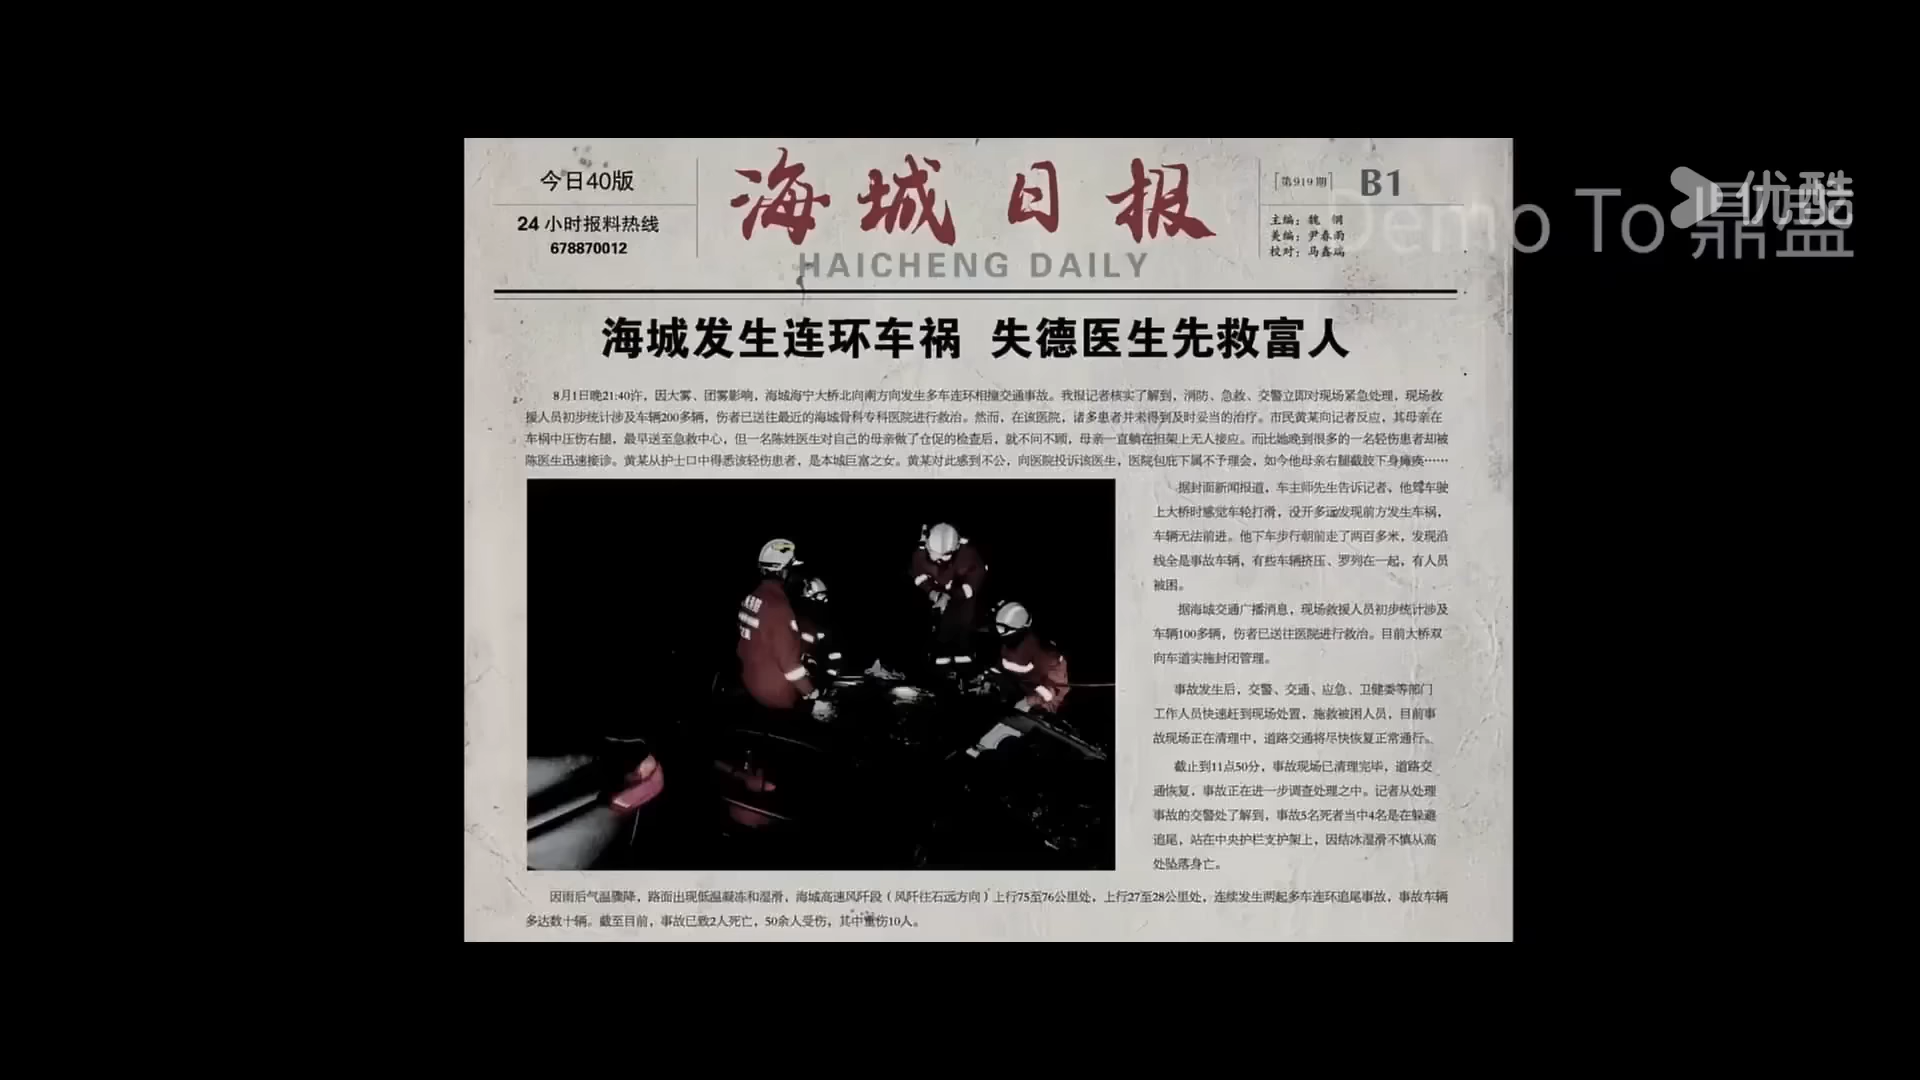 今日40版
24 小时报料热线
678870012
海城日报
HAICHENG DAILY
[第919期]
B1
主编：魏 钢
美编：尹春雨
校对：马鑫瑞
Demo To 鼎盛
优酷
海城发生连环车祸 失德医生先救富人
8月1日晚21:40许，因大雾、团雾影响，海城海宁大桥北向南方向发生多车连环相撞交通事故。我报记者核实了解到，消防、急救、交警立即对现场紧急处理，现场救
援人员初步统计涉及车辆200多辆，伤者已送往最近的海城骨科专科医院进行救治。然而，在该医院，诸多患者并未得到及时妥当的治疗。市民黄某向记者反应，其母亲在
车祸中压伤右腿，最早送至急救中心，但一名陈姓医生对自己的母亲做了仓促的检查后，就不问不顾，母亲一直躺在担架上无人接应。而比她晚到很多的一名轻伤患者却被
陈医生迅速接诊。黄某从护士口中得悉该轻伤患者，是本城巨富之女。黄某对此感到不公，向医院投诉该医生，医院包庇下属不予理会，如今他母亲右腿截肢下身瘫痪……
据封面新闻报道，车主师先生告诉记者，他驾车驶
上大桥时感觉车轮打滑，没开多远发现前方发生车祸，
车辆无法前进。他下车步行朝前走了两百多米，发现沿
线全是事故车辆，有些车辆挤压、罗列在一起，有人员
被困。
据海城交通广播消息，现场救援人员初步统计涉及
车辆100多辆，伤者已送往医院进行救治。目前大桥双
向车道实施封闭管理。
事故发生后，交警、交通、应急、卫健委等部门
工作人员快速赶到现场处置，施救被困人员，目前事
故现场正在清理中，道路交通将尽快恢复正常通行。
截止到11点50分，事故现场已清理完毕，道路交
通恢复，事故正在进一步调查处理之中。记者从处理
事故的交警处了解到，事故5名死者当中4名是在躲避
追尾，站在中央护栏支护架上，因结冰湿滑不慎从高
处坠落身亡。
因雨后气温骤降，路面出现低温凝冻和湿滑，海城高速风阡段（风阡往石远方向）上行75至76公里处，上行27至28公里处，连续发生两起多车连环追尾事故，事故车辆
多达数十辆。截至目前，事故已致2人死亡，50余人受伤，其中重伤10人。